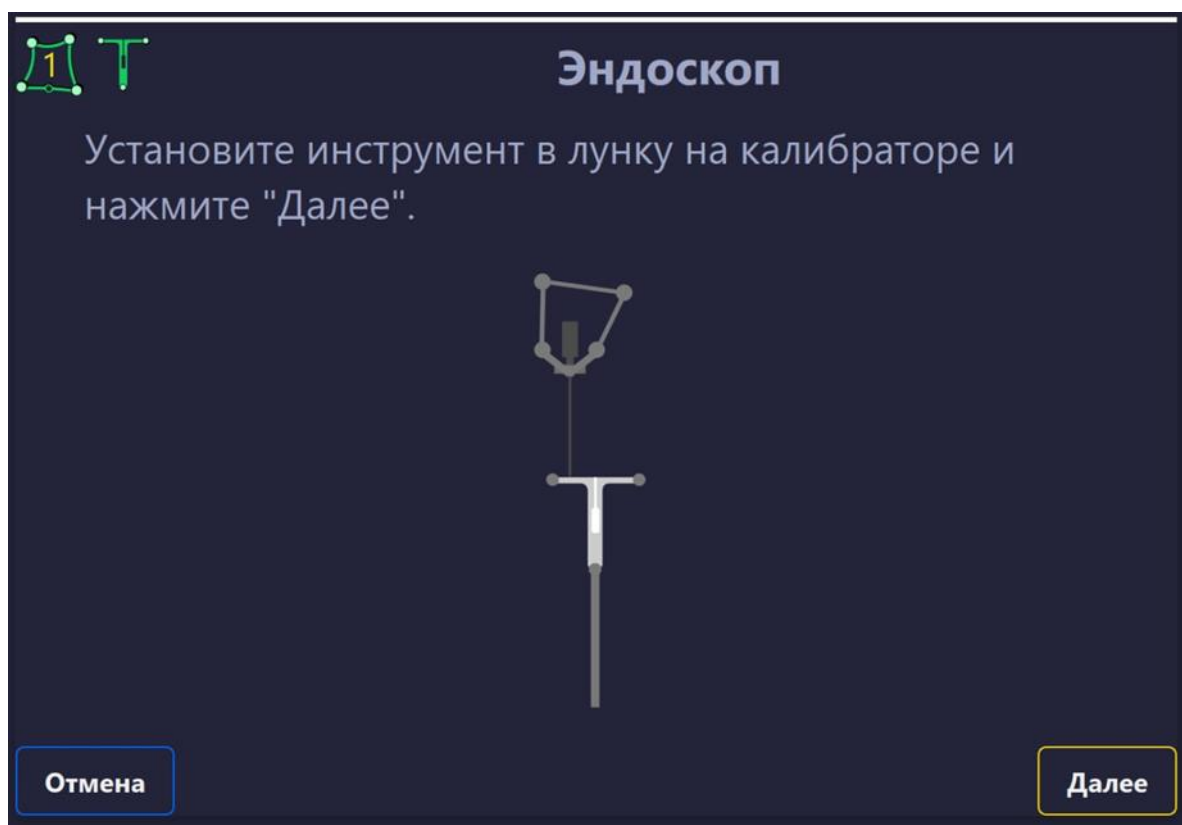 1
Эндоскоп
Установите инструмент в лунку на калибраторе и
нажмите "Далее".
Отмена
Далее